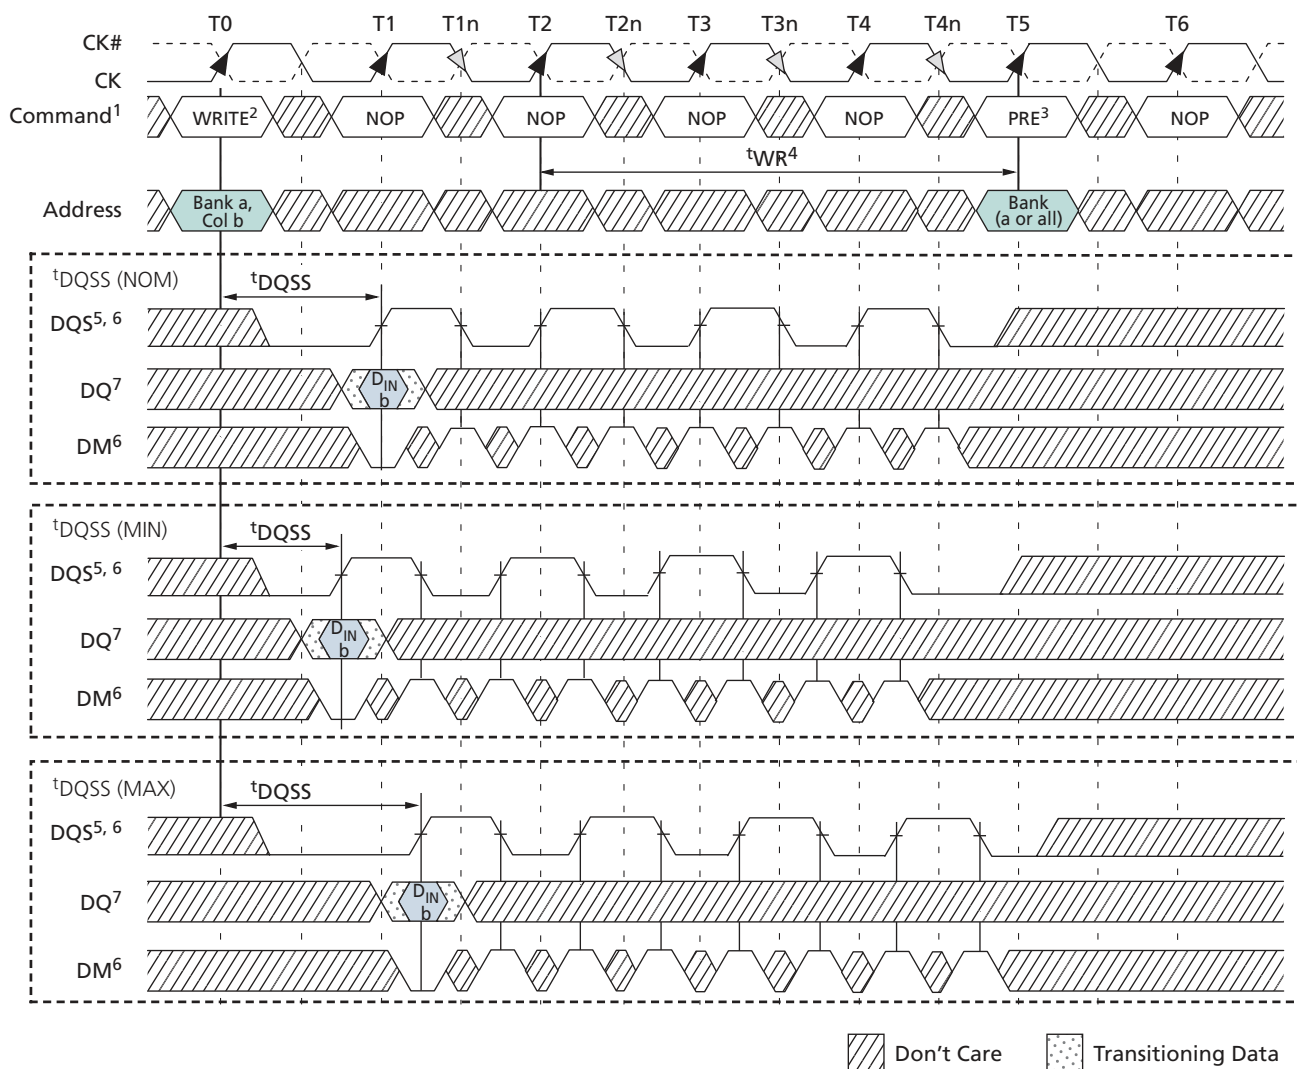 T0 T1 T1n T2 T2n T3 T3n T4 T4n T5 T6
CK#
CK
Command1 WRITE2 NOP NOP NOP NOP PRE3 NOP
tWR4
Address Bank a, Col b Bank (a or all)
tDQSS (NOM) tDQSS
DQS5, 6
DQ7 DIN b
DM6
tDQSS (MIN) tDQSS
DQS5, 6
DQ7 DIN b
DM6
tDQSS (MAX) tDQSS
DQS5, 6
DQ7 DIN b
DM6
Don't Care Transitioning Data